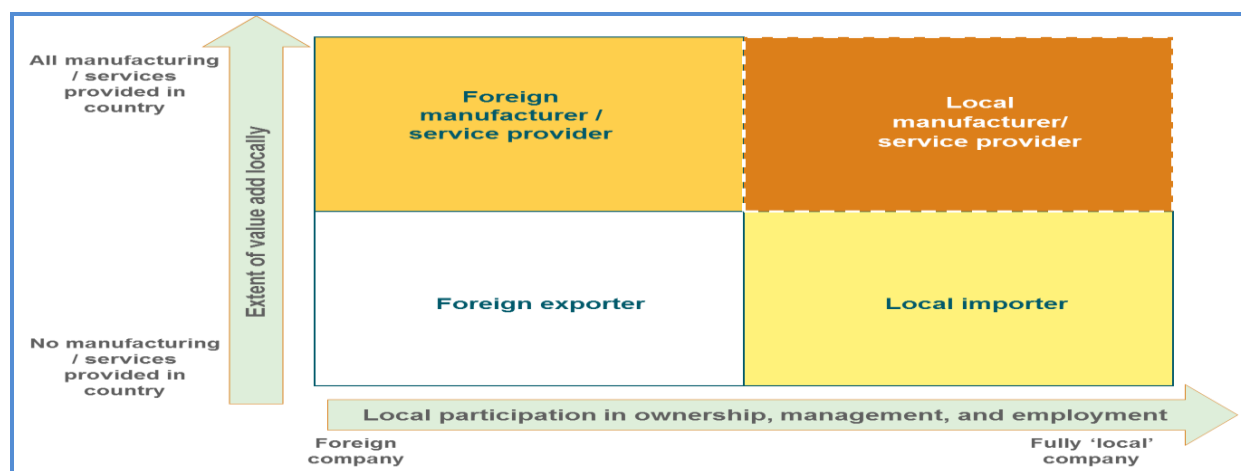 All manufacturing
/ services
provided in
country
Extent of value add locally
No manufacturing
/ services
provided in
country
Foreign
manufacturer /
service provider
Local
manufacturer/
service provider
Foreign exporter
Local importer
Local participation in ownership, management, and employment
Foreign
company
Fully ‘local’
company